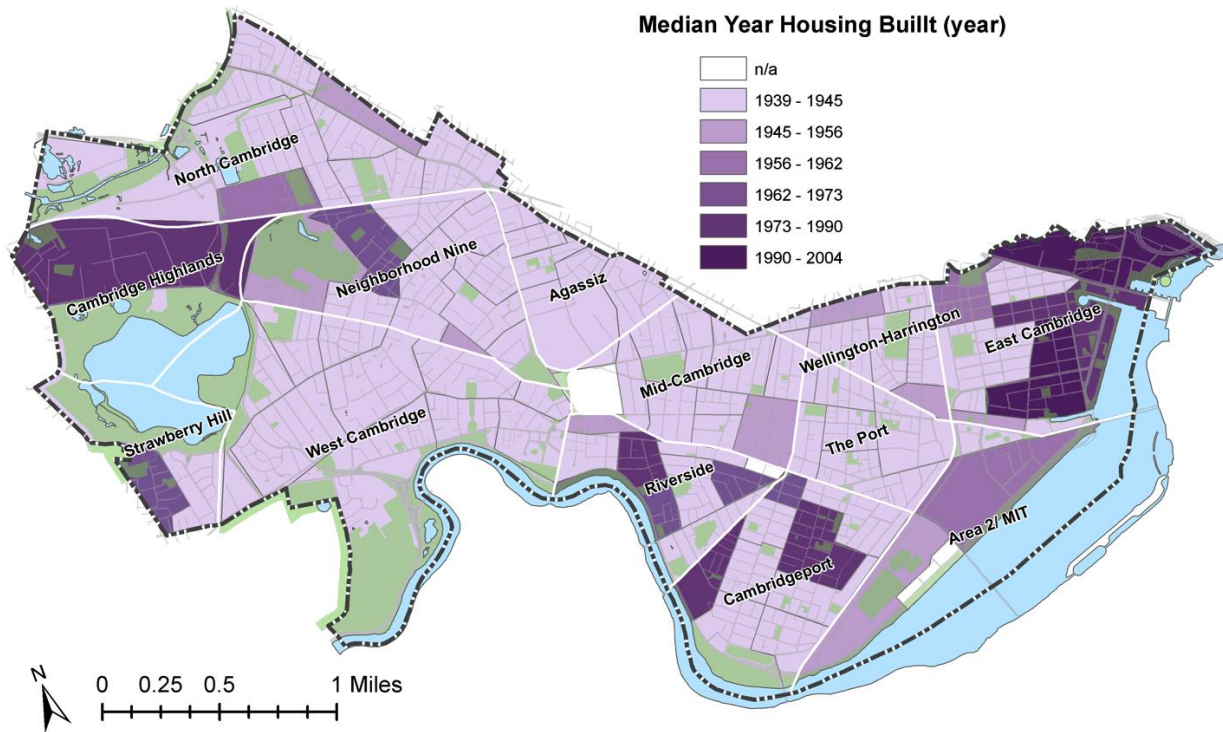 Median Year Housing Buillt (year)
n/a
1939 - 1945
1945 - 1956
1956 - 1962
1962 - 1973
1973 - 1990
1990 - 2004
North Cambridge
Cambridge Highlands
Neighborhood Nine
Agassiz
Strawberry Hill
West Cambridge
Mid-Cambridge
Wellington-Harrington
East Cambridge
The Port
Riverside
Cambridgeport
Area 2/ MIT
N
0 0.25 0.5 1 Miles